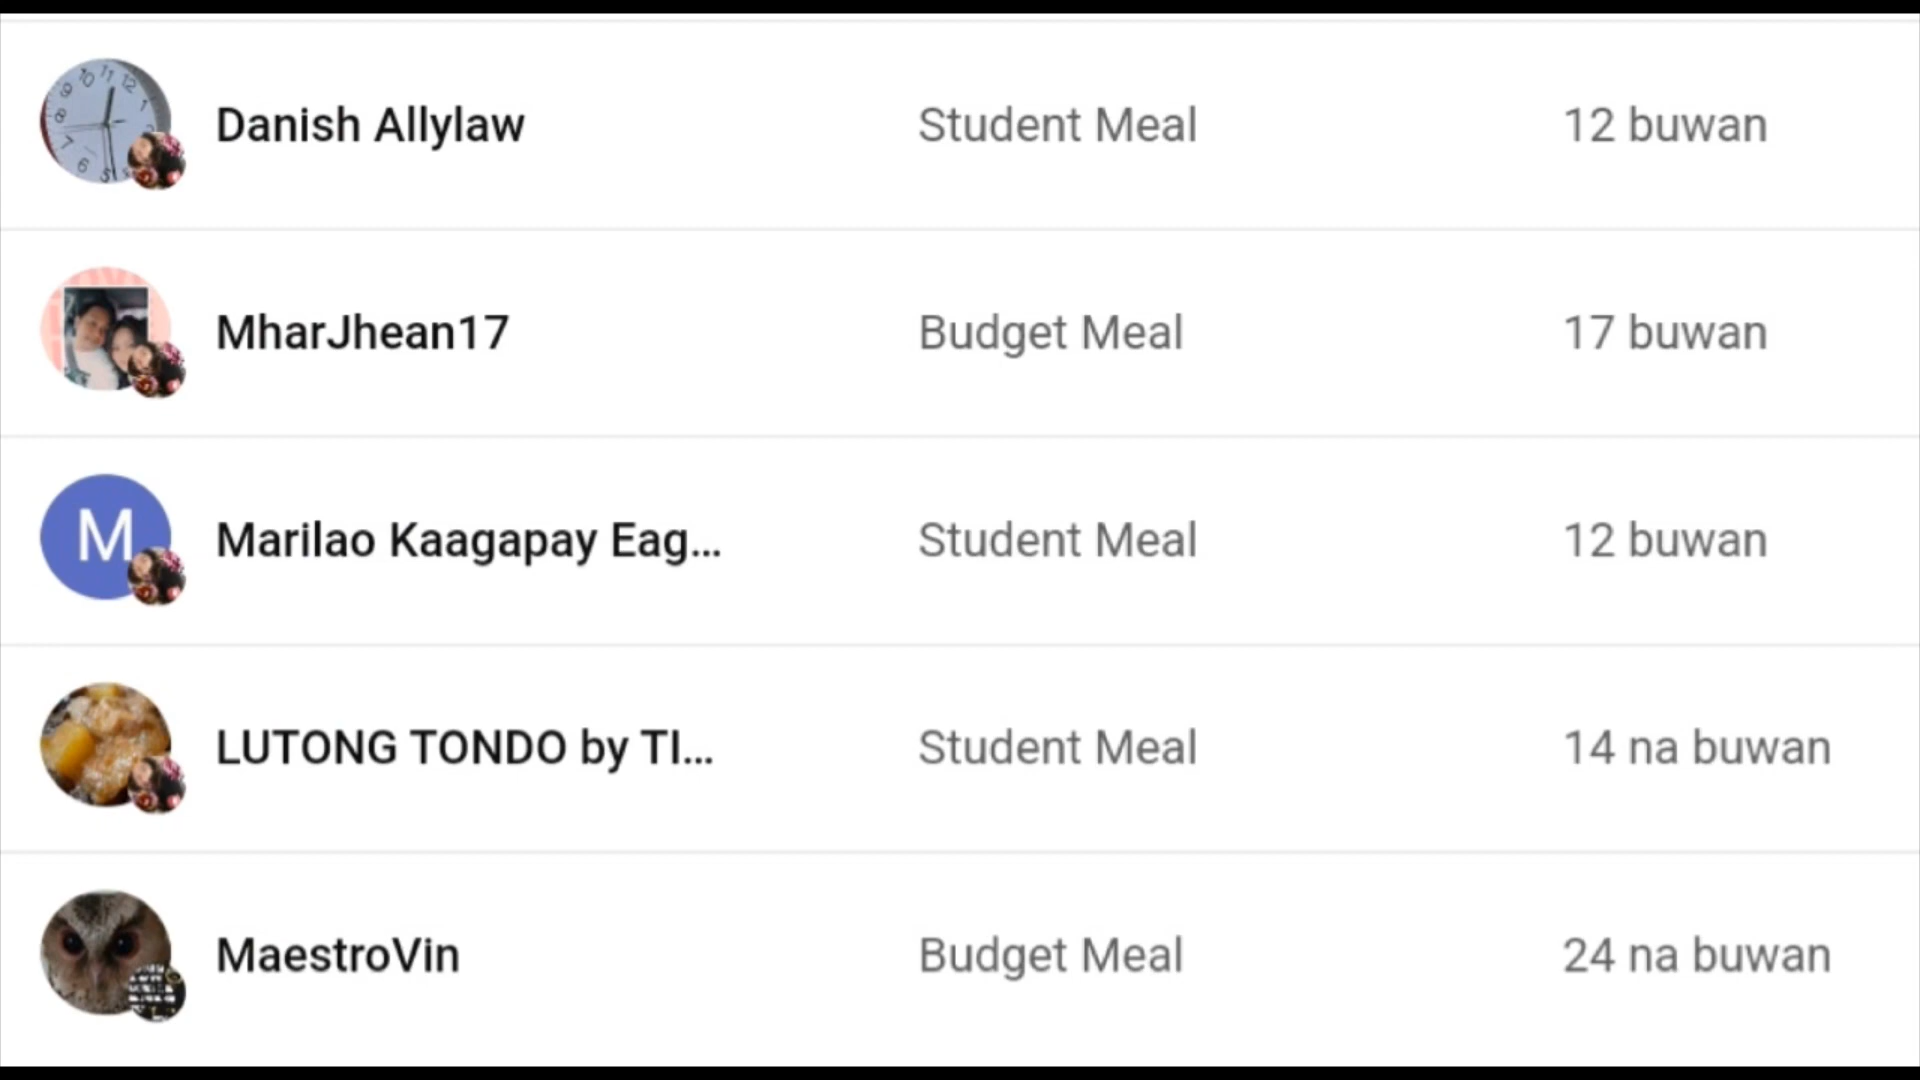 Danish Allylaw Student Meal 12 buwan
MharJhean17 Budget Meal 17 buwan
M
Marilao Kaagapay Eag... Student Meal 12 buwan
LUTONG TONDO by TI... Student Meal 14 na buwan
MaestroVin Budget Meal 24 na buwan